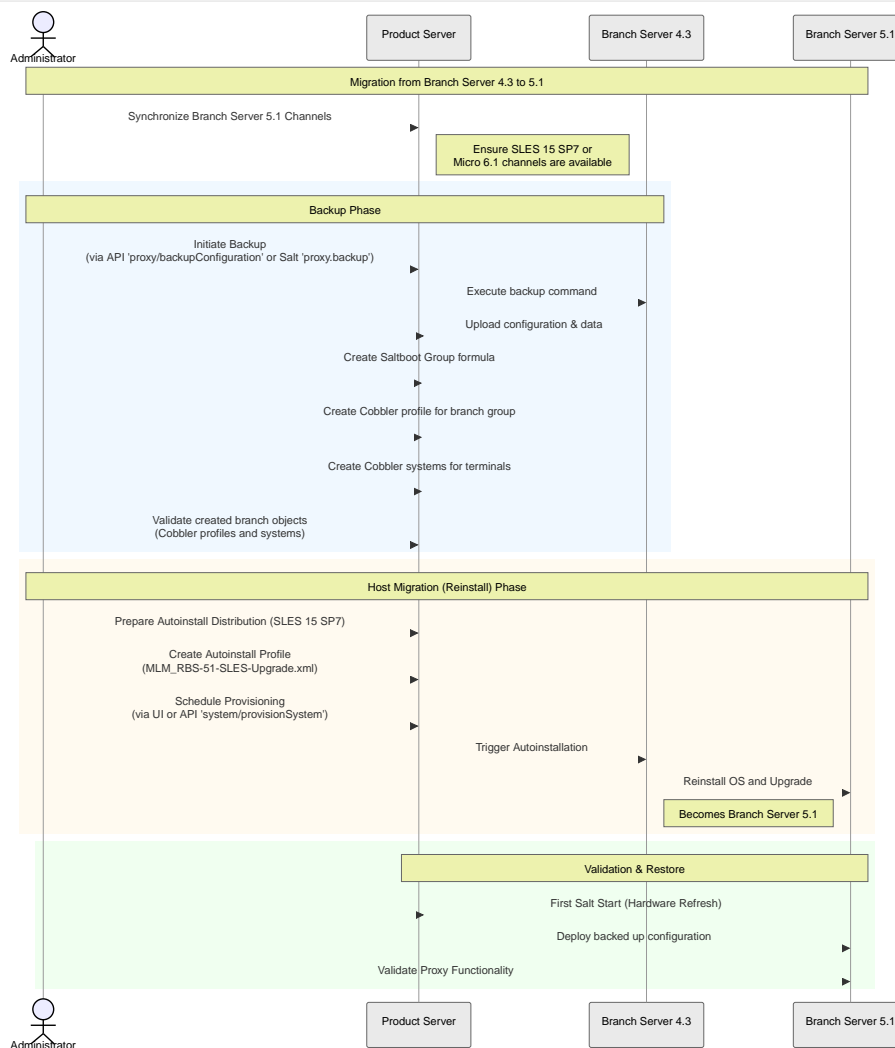 Administrator
Product Server
Branch Server 4.3
Branch Server 5.1
Migration from Branch Server 4.3 to 5.1
Synchronize Branch Server 5.1 Channels
Ensure SLES 15 SP7 or
Micro 6.1 channels are available
Backup Phase
Initiate Backup
(via API 'proxy/backupConfiguration' or Salt 'proxy.backup')
Execute backup command
Upload configuration & data
Create Saltboot Group formula
Create Cobbler profile for branch group
Create Cobbler systems for terminals
Validate created branch objects
(Cobbler profiles and systems)
Host Migration (Reinstall) Phase
Prepare Autoinstall Distribution (SLES 15 SP7)
Create Autoinstall Profile
(MLM_RBS-51-SLES-Upgrade.xml)
Schedule Provisioning
(via UI or API 'system/provisionSystem')
Trigger Autoinstallation
Reinstall OS and Upgrade
Becomes Branch Server 5.1
Validation & Restore
First Salt Start (Hardware Refresh)
Deploy backed up configuration
Validate Proxy Functionality
Product Server
Branch Server 4.3
Branch Server 5.1
Administrator